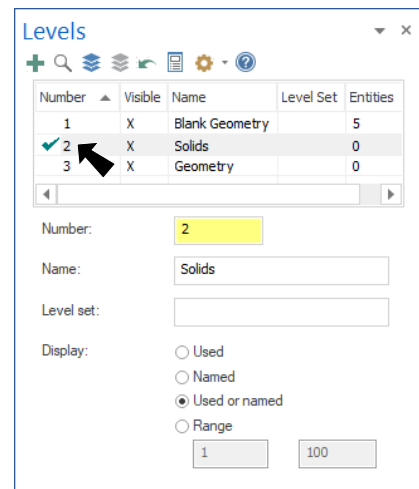 Levels
Number Visible Name Level Set Entities
1 X Blank Geometry 5
2 X Solids 0
3 X Geometry 0
Number: 2
Name: Solids
Level set:
Display: Used
Named
Used or named
Range
1 100